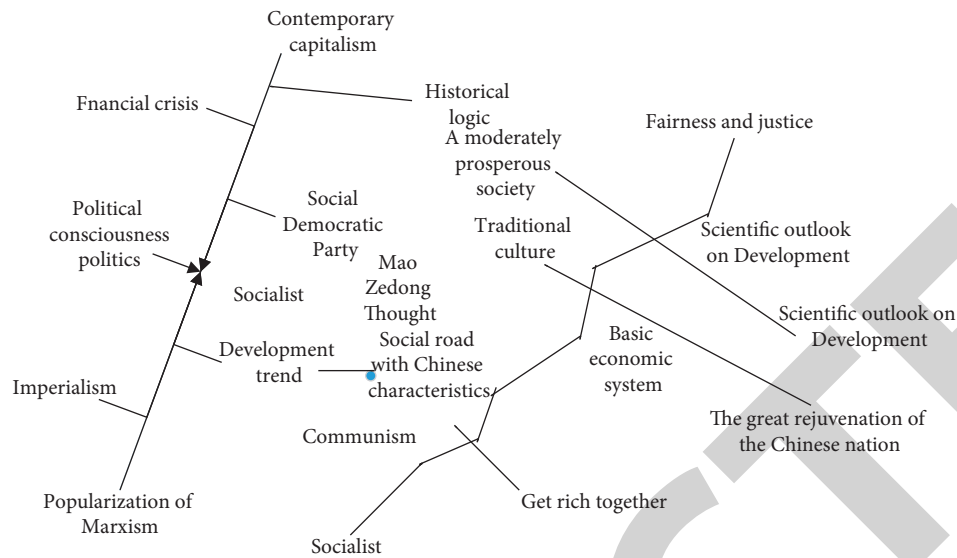 Contemporary
capitalism
Fnancial crisis
Historical
logic
A moderately
prosperous
society
Fairness and justice
Political
consciousness
politics
Social
Democratic
Party
Traditional
culture
Scientific outlook
on Development
Mao
Zedong
Thought
Socialist
Scientific outlook on
Development
Development
trend
Social road
with Chinese
characteristics
Basic
economic
system
Imperialism
The great rejuvenation of
the Chinese nation
Communism
Popularization of
Marxism
Get rich together
Socialist